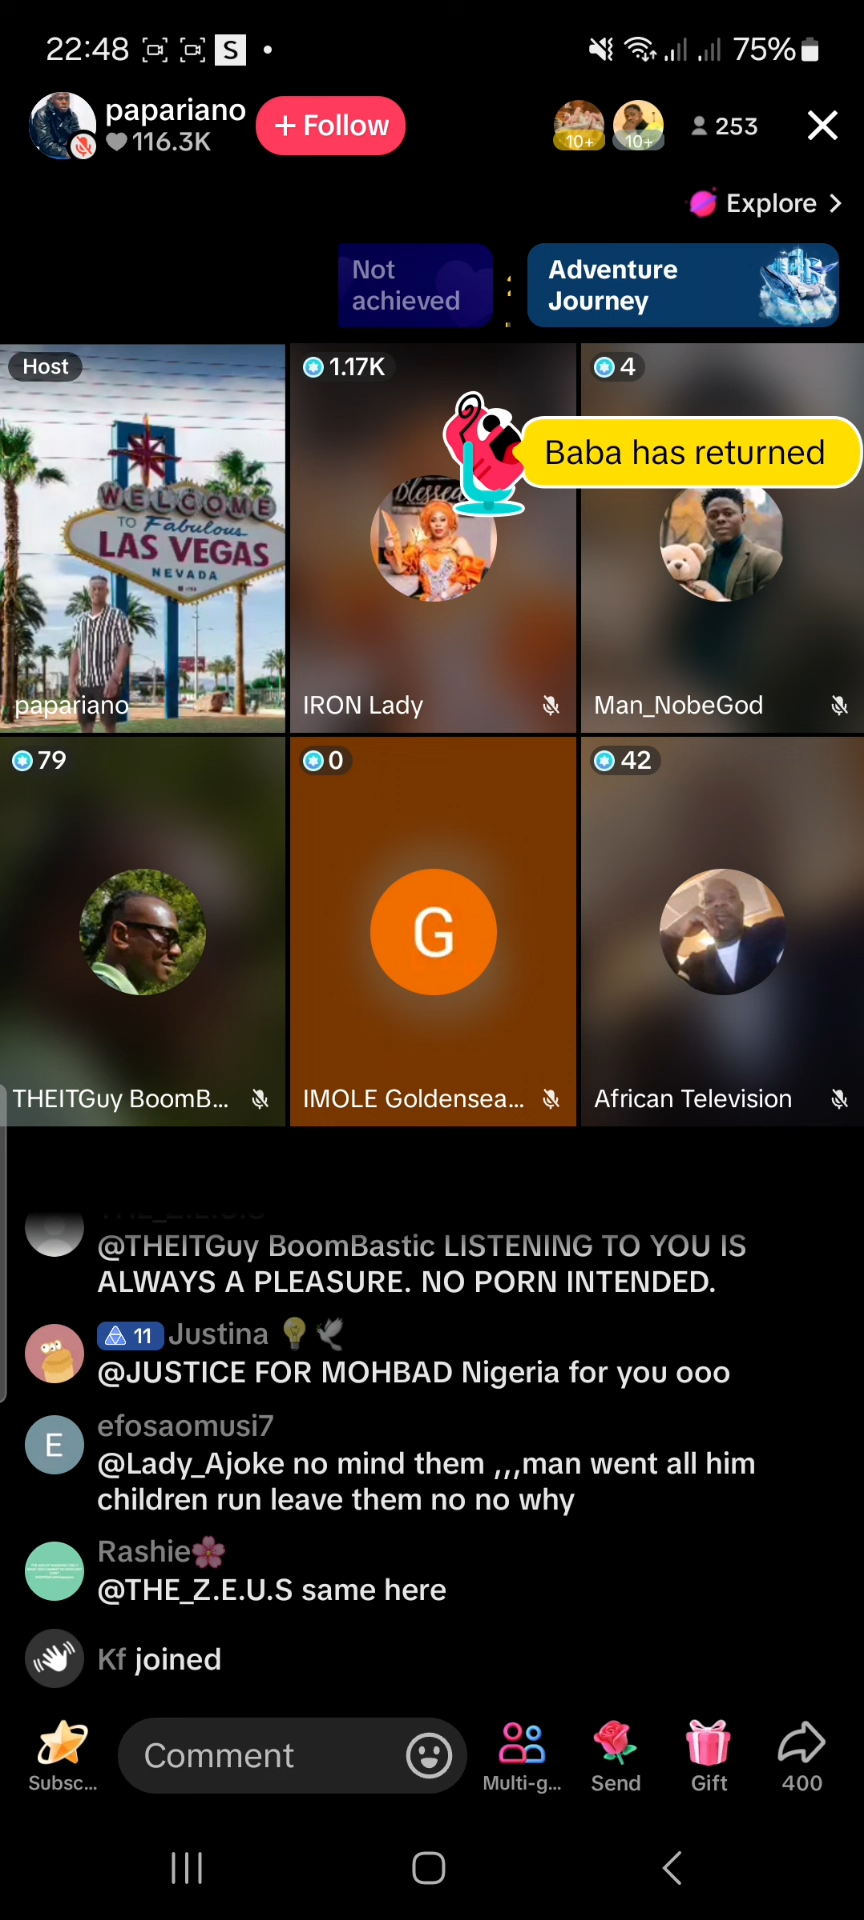 22:48 S 75%
papariano
116.3K
+ Follow
10+
10+
253
Explore
Not
achieved
Adventure
Journey
Host
1.17K
4
Baba has returned
WELCOME
TO Fabulous
LAS VEGAS
NEVADA
Blessed
papariano
IRON Lady
Man_NobeGod
79
0
42
G
THEITGuy BoomB...
IMOLE Goldensea...
African Television
@THEITGuy BoomBastic LISTENING TO YOU IS
ALWAYS A PLEASURE. NO PORN INTENDED.
11 Justina
@JUSTICE FOR MOHBAD Nigeria for you ooo
E
efosaomusi7
@Lady_Ajoke no mind them ,,,man went all him
children run leave them no no why
Rashie
@THE_Z.E.U.S same here
Kf joined
Comment
Subsc...
Multi-g...
Send
Gift
400